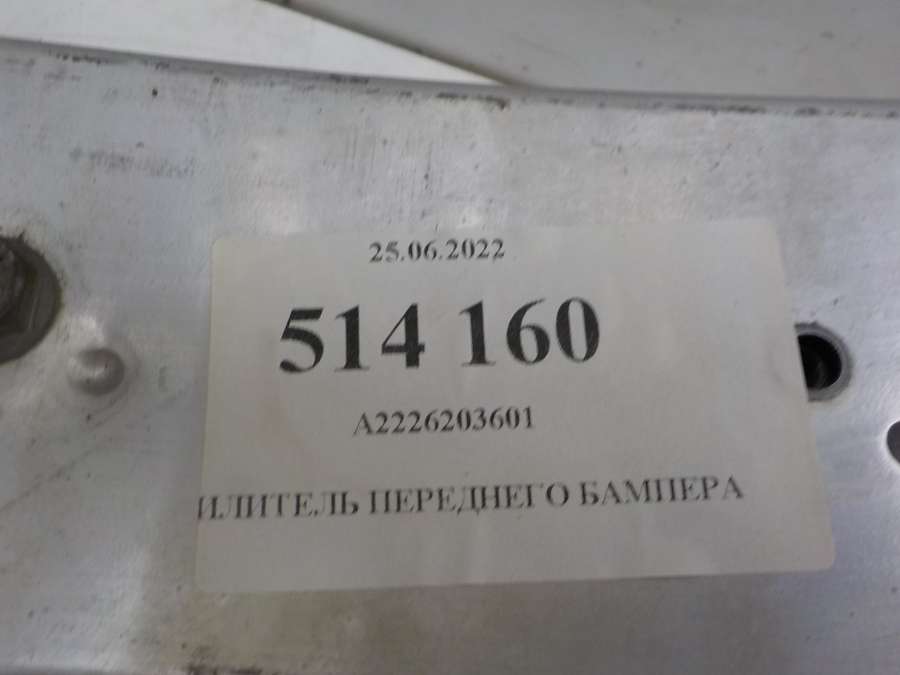 25.06.2022
514 160
A2226203601
ИЛИТЕЛЬ ПЕРЕДНЕГО БАМПЕРА